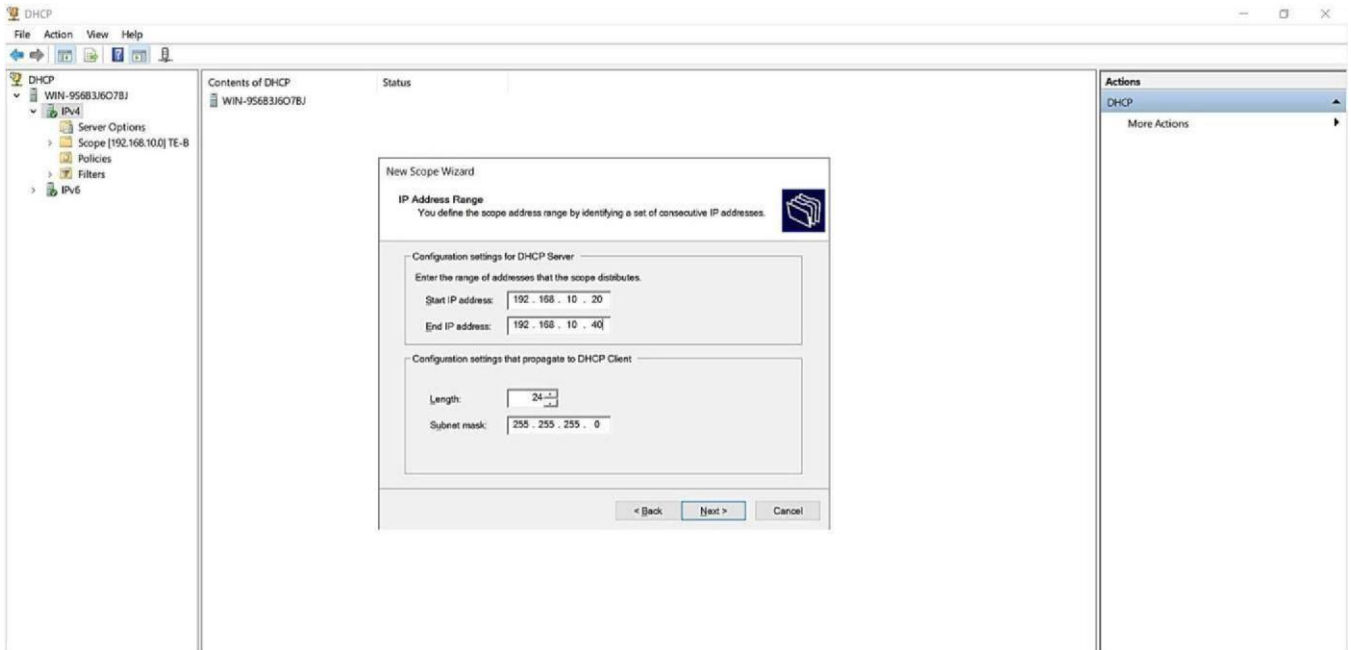 DHCP
File Action View Help
DHCP
WIN-9S6B3J6O7BJ
IPv4
Server Options
Scope [192.168.10.0] TE-B
Policies
Filters
IPv6
Contents of DHCP Status
WIN-9S6B3J6O7BJ
New Scope Wizard
IP Address Range
You define the scope address range by identifying a set of consecutive IP addresses.
Configuration settings for DHCP Server
Enter the range of addresses that the scope distributes.
Start IP address: 192 . 168 . 10 . 20
End IP address: 192 . 168 . 10 . 40
Configuration settings that propagate to DHCP Client
Length: 24
Subnet mask: 255 . 255 . 255 . 0
< Back Next > Cancel
Actions
DHCP
More Actions